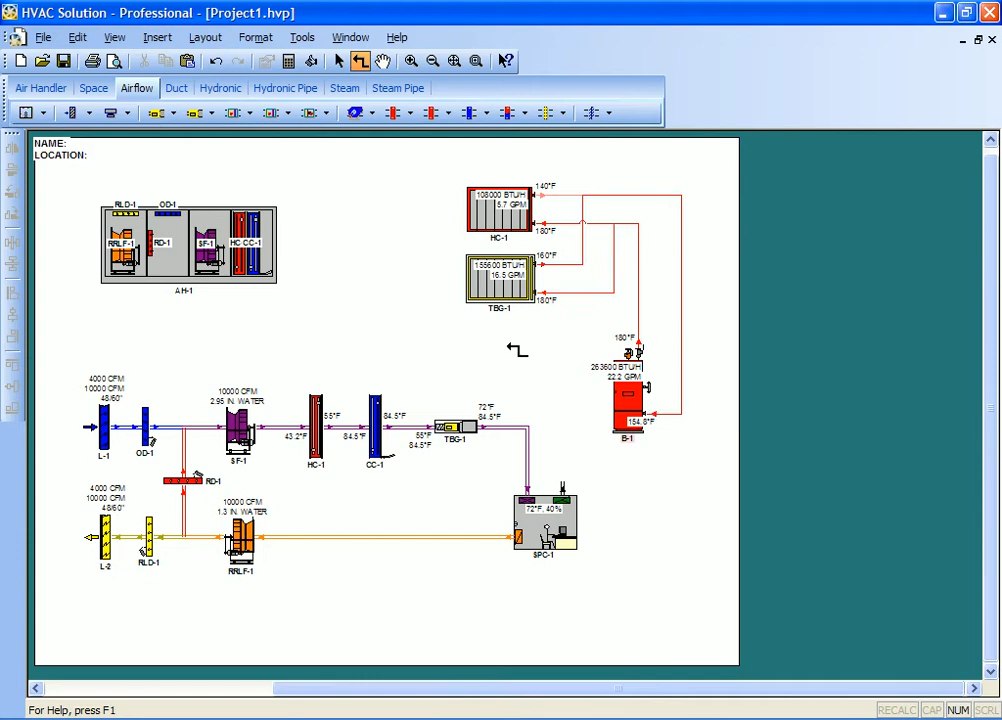 HVAC Solution - Professional - [Project1.hvp]
File Edit View Insert Layout Format Tools Window Help
Air Handler Space Airflow Duct Hydronic Hydronic Pipe Steam Steam Pipe
NAME:
LOCATION:
RLD-1 OD-1
RRLF-1 RD-1 SF-1 HC CC-1
AH-1
140°F
108000 BTU/H
5.7 GPM
180°F
HC-1
160°F
155600 BTU/H
16.5 GPM
180°F
TBG-1
180°F
263600 BTU/H
22.2 GPM
154.8°F
B-1
4000 CFM
10000 CFM
48/60°
L-1
OD-1
10000 CFM
2.95 IN. WATER
SF-1
55°F
43.2°F
HC-1
84.5°F
84.5°F
CC-1
72°F
84.5°F
55°F
84.5°F
TBG-1
RD-1
4000 CFM
10000 CFM
48/60°
L-2
RLD-1
10000 CFM
1.3 IN. WATER
RRLF-1
72°F, 40%
SPC-1
For Help, press F1
RECALC CAP NUM SCRL